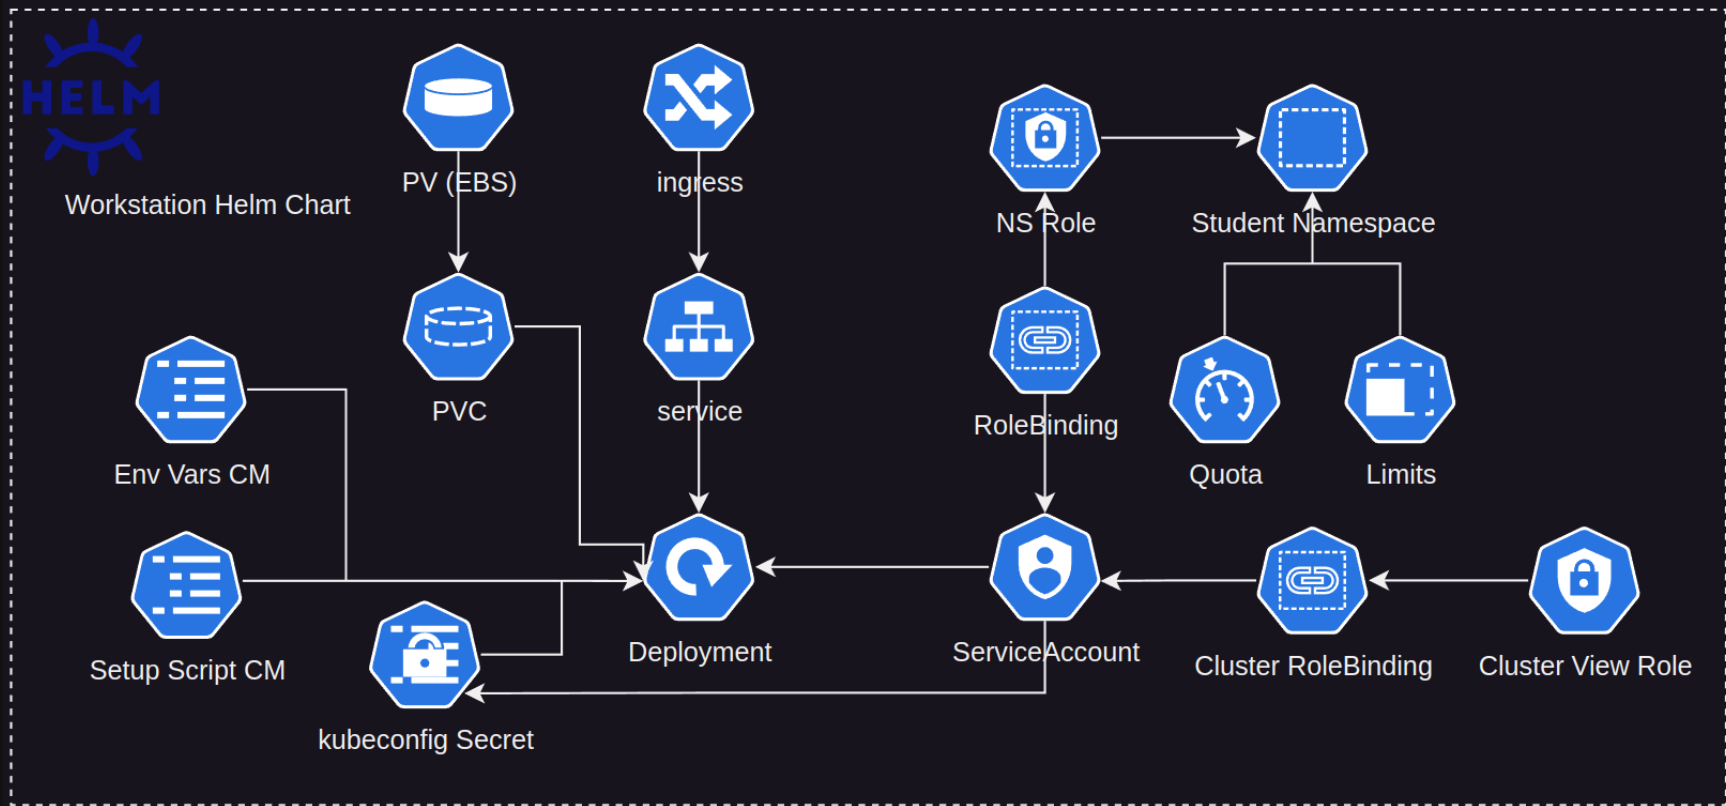 HELM
Workstation Helm Chart
PV (EBS)
ingress
NS Role
Student Namespace
PVC
service
RoleBinding
Env Vars CM
Quota
Limits
Setup Script CM
Deployment
ServiceAccount
Cluster RoleBinding
Cluster View Role
kubeconfig Secret